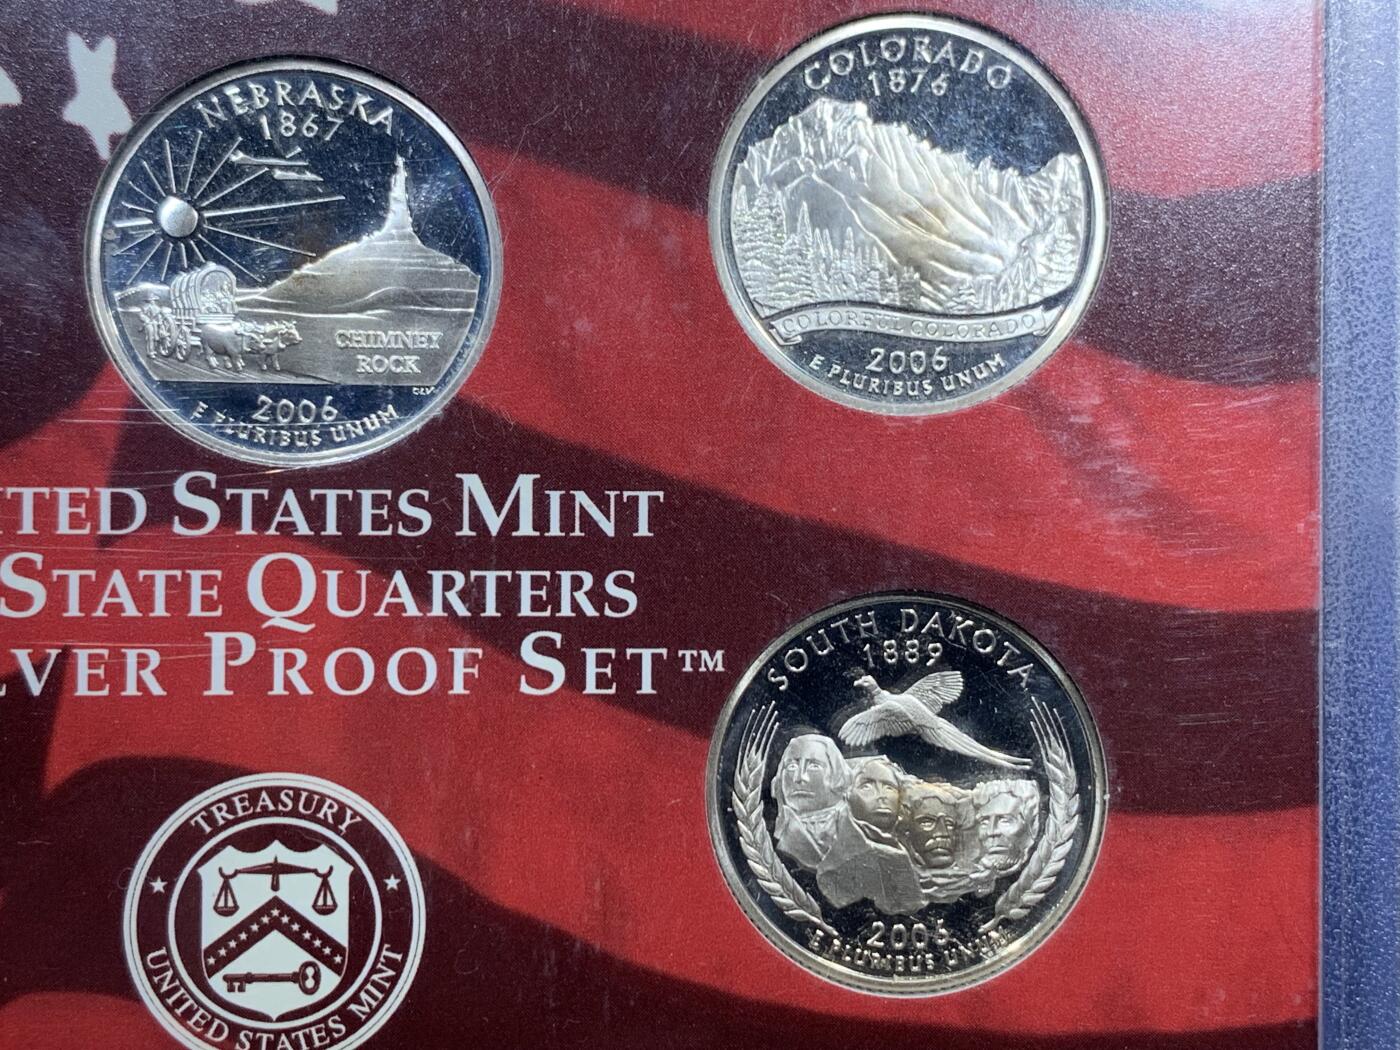 NEBRASKA
1867
CHIMNEY
ROCK
2006
E PLURIBUS UNUM
COLORADO
1876
COLORFUL COLORADO
2006
E PLURIBUS UNUM
ITED STATES MINT
STATE QUARTERS
LVER PROOF SET™
SOUTH DAKOTA
1889
2006
E PLURIBUS UNUM
TREASURY
UNITED STATES MINT